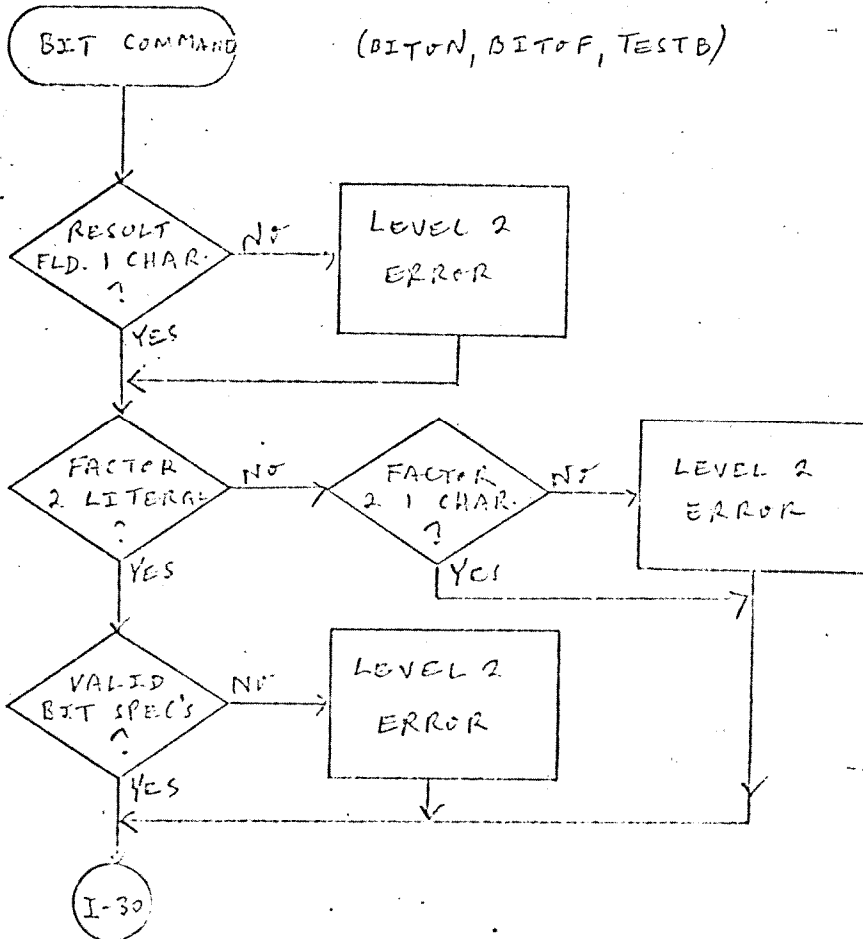 BIT COMMAND
(BITON, BITOF, TESTB)
RESULT
FLD. 1 CHAR.
?
NO
LEVEL 2
ERROR
YES
FACTOR
2 LITERAL
?
NO
FACTOR
2 1 CHAR.
?
NO
LEVEL 2
ERROR
YES
YES
VALID
BIT SPEC'S
?
NO
LEVEL 2
ERROR
YES
I-30